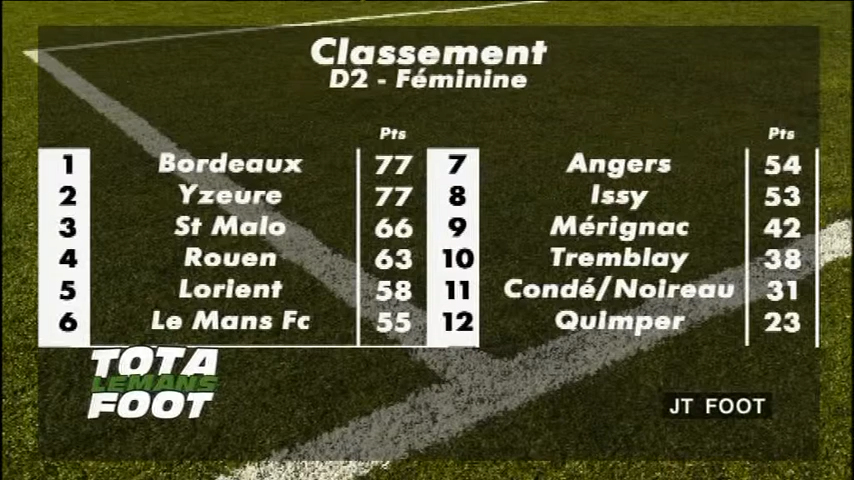 Classement
D2 - Féminine
Pts
1 Bordeaux 77
2 Yzeure 77
3 St Malo 66
4 Rouen 63
5 Lorient 58
6 Le Mans Fc 55
Pts
7 Angers 54
8 Issy 53
9 Mérignac 42
10 Tremblay 38
11 Condé/Noireau 31
12 Quimper 23
TOTA
LEMANS
FOOT
JT FOOT